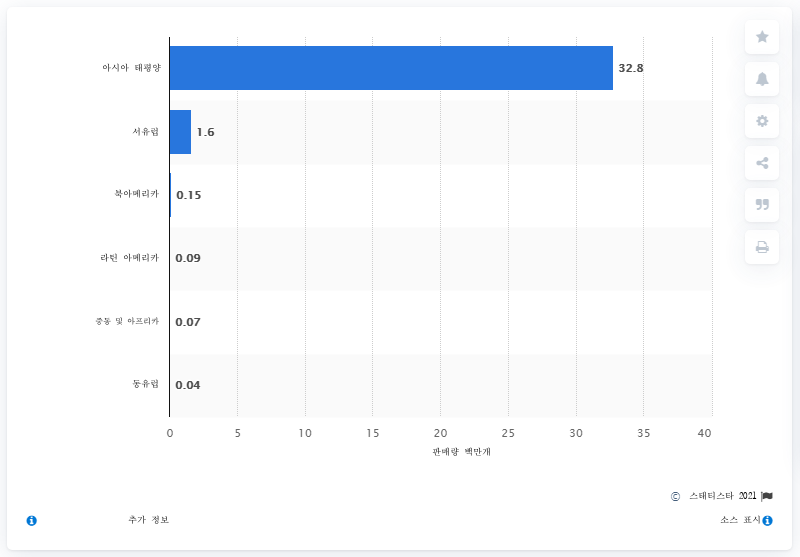 아시아 태평양
32.8
서유럽
1.6
북아메리카
0.15
라틴 아메리카
0.09
중동 및 아프리카
0.07
동유럽
0.04
0 5 10 15 20 25 30 35 40
판매량 백만개
© 스태티스타 2021
추가 정보
소스 표시